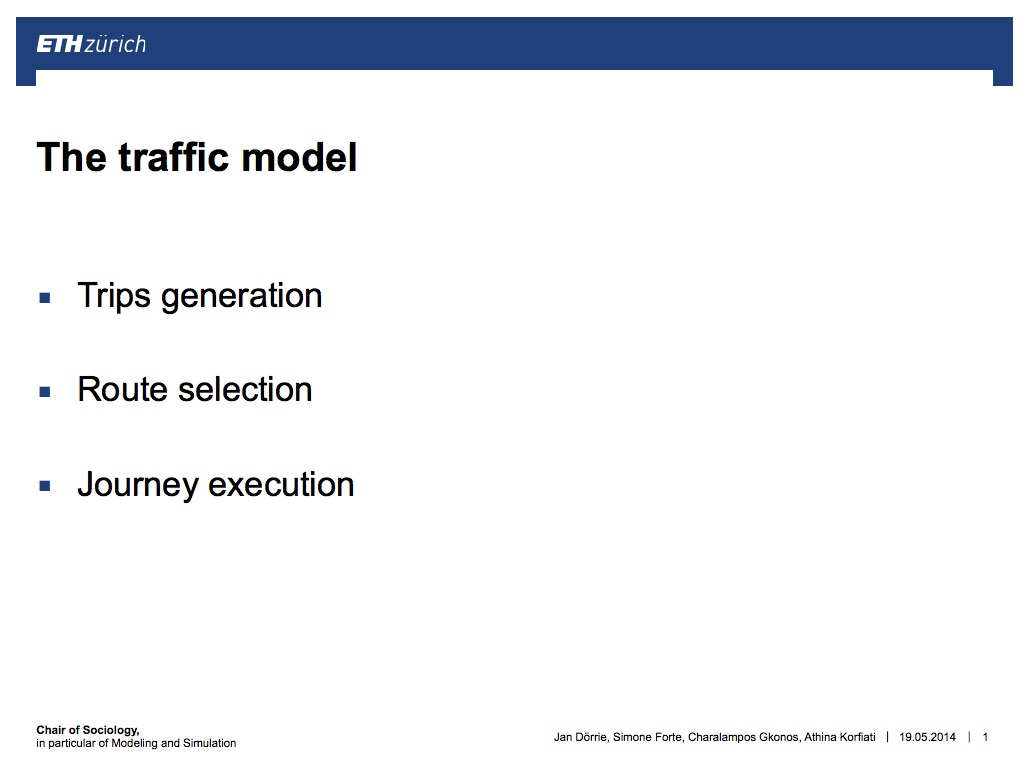 ETH zürich
The traffic model
▪ Trips generation
▪ Route selection
▪ Journey execution
Chair of Sociology,
in particular of Modeling and Simulation
Jan Dörrie, Simone Forte, Charalampos Gkonos, Athina Korfiati | 19.05.2014 | 1